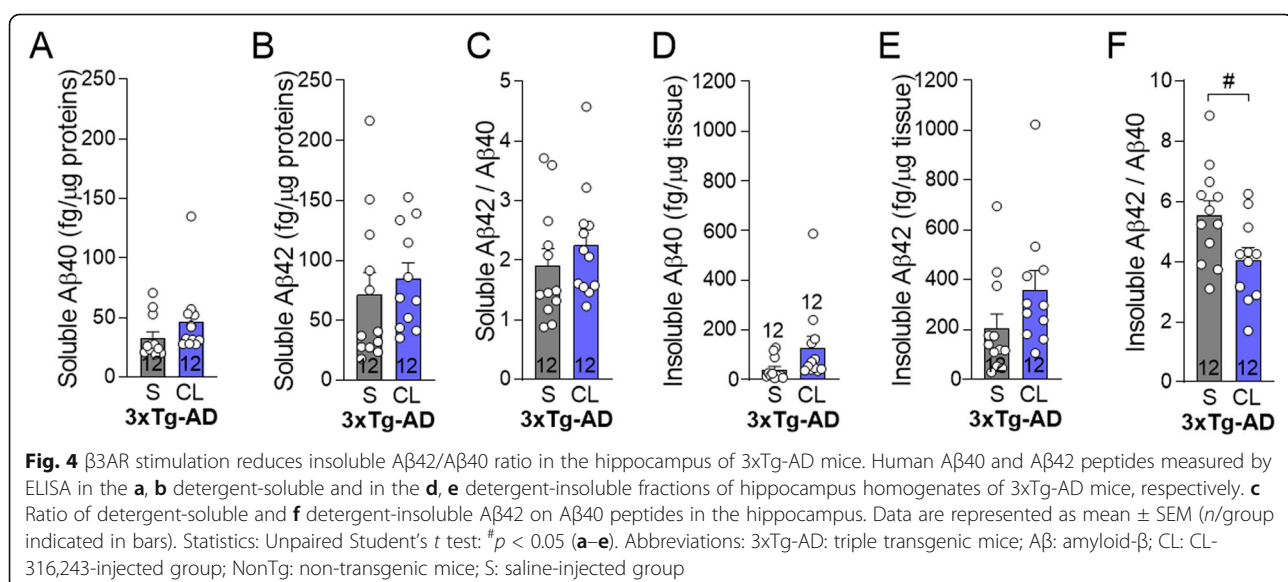 A B C D E F
Soluble Aβ40 (fg/µg proteins)
250
200
150
100
50
0
12 12
S CL
3xTg-AD
Soluble Aβ42 (fg/µg proteins)
250
200
150
100
50
0
12 12
S CL
3xTg-AD
Soluble Aβ42 / Aβ40
5
4
3
2
1
0
12 12
S CL
3xTg-AD
Insoluble Aβ40 (fg/µg tissue)
1200
1000
800
600
400
200
0
12 12
S CL
3xTg-AD
Insoluble Aβ42 (fg/µg tissue)
1200
1000
800
600
400
200
0
12 12
S CL
3xTg-AD
Insoluble Aβ42 / Aβ40
10
8
6
4
2
0
#
12 12
S CL
3xTg-AD
Fig. 4 β3AR stimulation reduces insoluble Aβ42/Aβ40 ratio in the hippocampus of 3xTg-AD mice. Human Aβ40 and Aβ42 peptides measured by
ELISA in the a, b detergent-soluble and in the d, e detergent-insoluble fractions of hippocampus homogenates of 3xTg-AD mice, respectively. c
Ratio of detergent-soluble and f detergent-insoluble Aβ42 on Aβ40 peptides in the hippocampus. Data are represented as mean ± SEM (n/group
indicated in bars). Statistics: Unpaired Student's t test: #p < 0.05 (a–e). Abbreviations: 3xTg-AD: triple transgenic mice; Aβ: amyloid-β; CL: CL-
316,243-injected group; NonTg: non-transgenic mice; S: saline-injected group